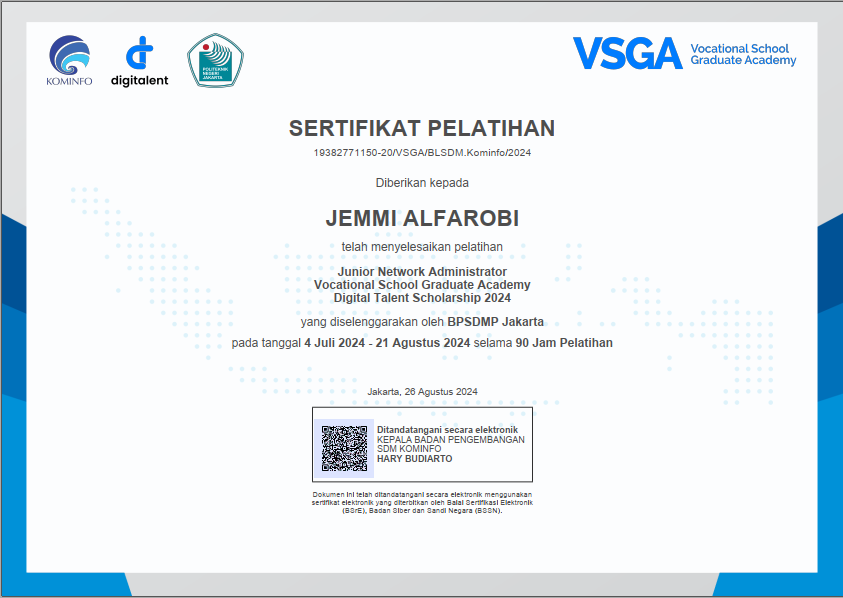 KOMINFO
digitalent
POLITEKNIK
NEGERI
JAKARTA
VSGA
Vocational School
Graduate Academy
SERTIFIKAT PELATIHAN
19382771150-20/VSGA/BLSDM.Kominfo/2024
Diberikan kepada
JEMMI ALFAROBI
telah menyelesaikan pelatihan
Junior Network Administrator
Vocational School Graduate Academy
Digital Talent Scholarship 2024
yang diselenggarakan oleh BPSDMP Jakarta
pada tanggal 4 Juli 2024 - 21 Agustus 2024 selama 90 Jam Pelatihan
Jakarta, 26 Agustus 2024
Ditandatangani secara elektronik
KEPALA BADAN PENGEMBANGAN
SDM KOMINFO
HARY BUDIARTO
Dokumen ini telah ditandatangani secara elektronik menggunakan
sertifikat elektronik yang diterbitkan oleh Balai Sertifikasi Elektronik
(BSrE), Badan Siber dan Sandi Negara (BSSN).